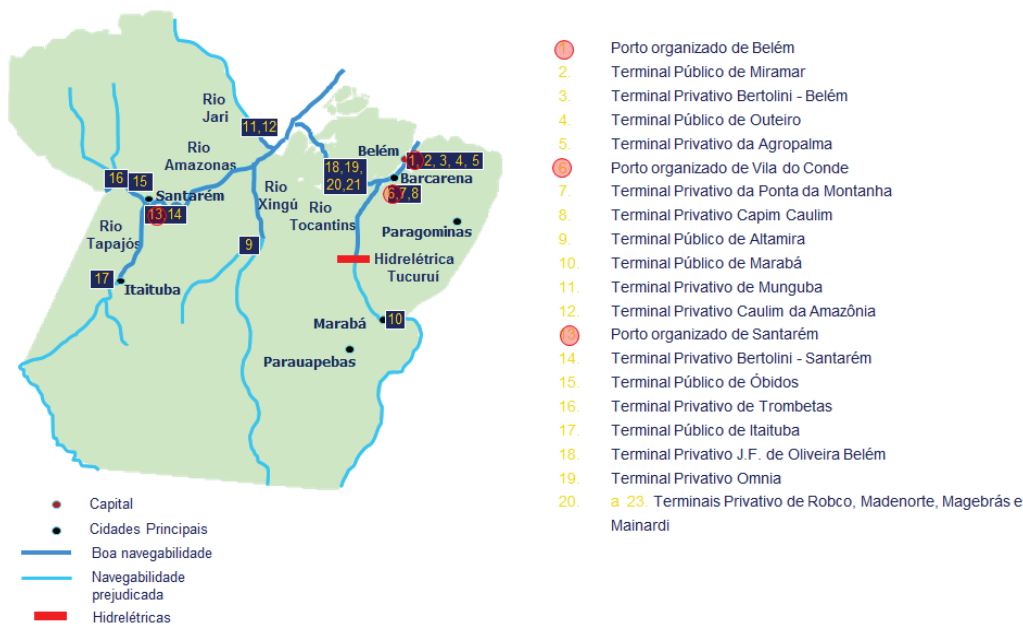 Rio
Jari
11,12
Rio
Amazonas
Belém
1, 2, 3, 4, 5
18,19,
20,21
Barcarena
6,7,8
16
15
Santarém
13,14
Rio
Xingú
Rio
Tocantins
Paragominas
Rio
Tapajós
9
Hidrelétrica
Tucuruí
17
Itaituba
Marabá
10
Parauapebas
Capital
Cidades Principais
Boa navegabilidade
Navegabilidade
prejudicada
Hidrelétricas
1. Porto organizado de Belém
2. Terminal Público de Miramar
3. Terminal Privativo Bertolini - Belém
4. Terminal Público de Outeiro
5. Terminal Privativo da Agropalma
6. Porto organizado de Vila do Conde
7. Terminal Privativo da Ponta da Montanha
8. Terminal Privativo Capim Caulim
9. Terminal Público de Altamira
10. Terminal Público de Marabá
11. Terminal Privativo de Munguba
12. Terminal Privativo Caulim da Amazônia
13. Porto organizado de Santarém
14. Terminal Privativo Bertolini - Santarém
15. Terminal Público de Óbidos
16. Terminal Privativo de Trombetas
17. Terminal Público de Itaituba
18. Terminal Privativo J.F. de Oliveira Belém
19. Terminal Privativo Omnia
20. a 23. Terminais Privativo de Robco, Madenorte, Magebrás e
Mainardi